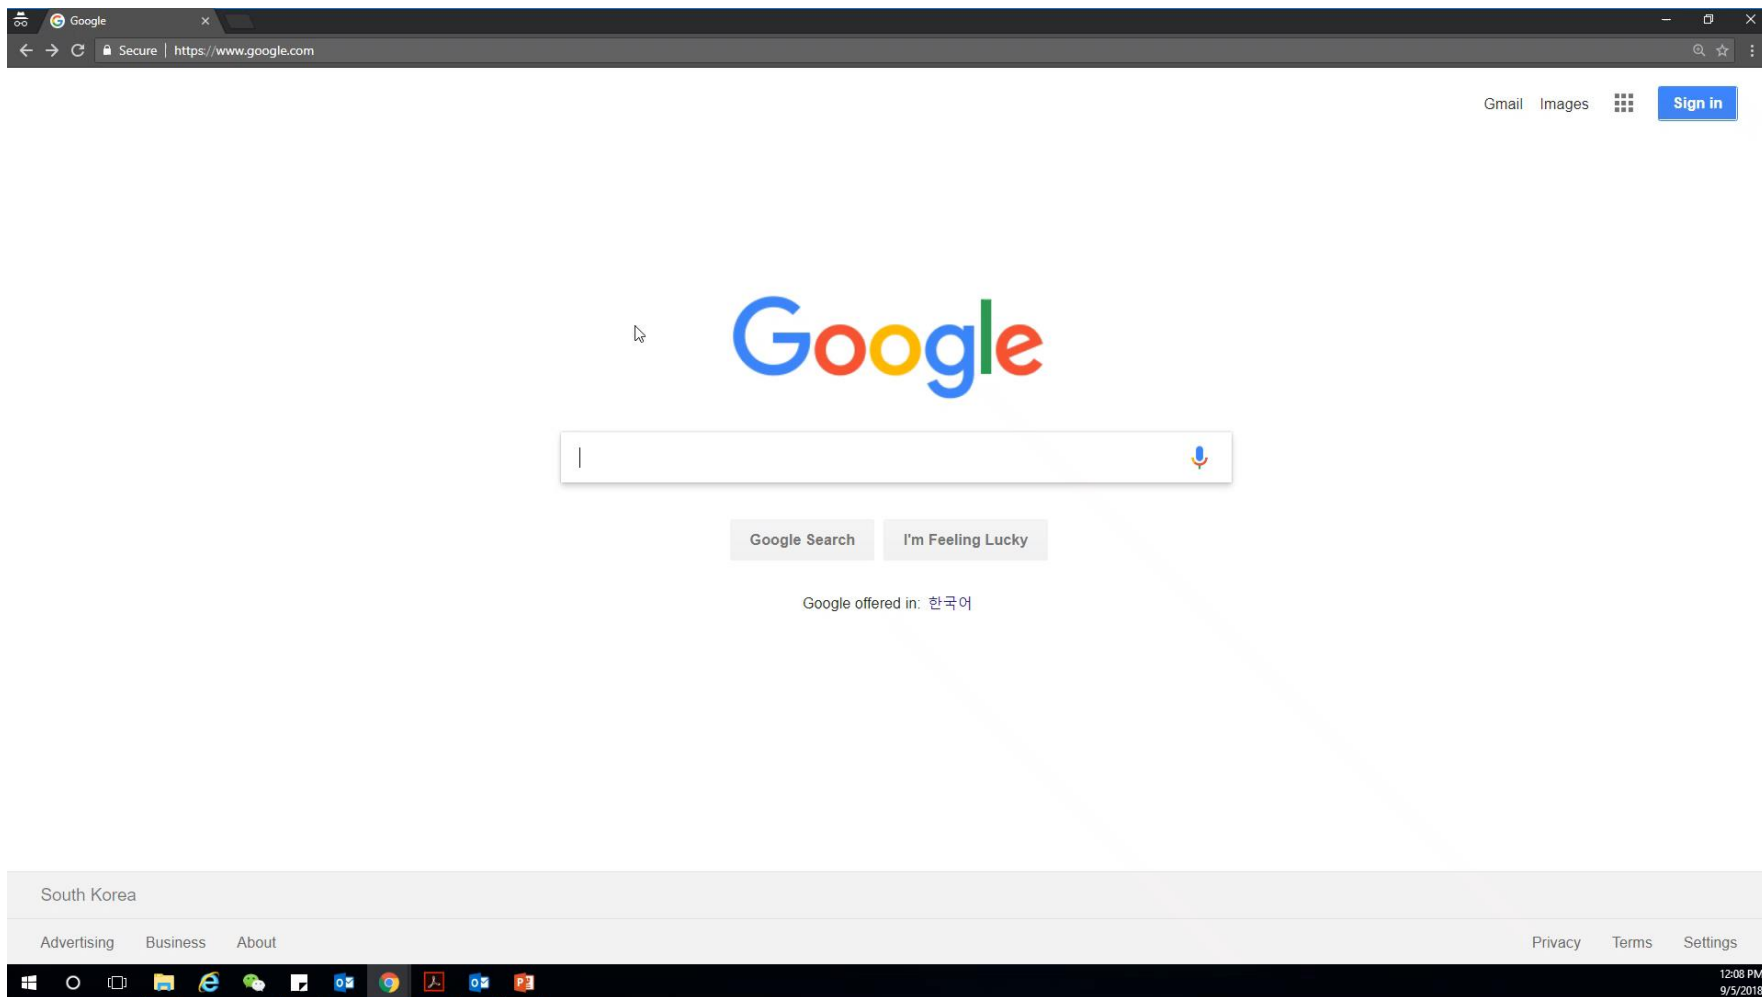 Google
Secure | https://www.google.com
Gmail Images Sign in
Google
Google Search I'm Feeling Lucky
Google offered in: 한국어
South Korea
Advertising Business About Privacy Terms Settings
12:08 PM
9/5/2018